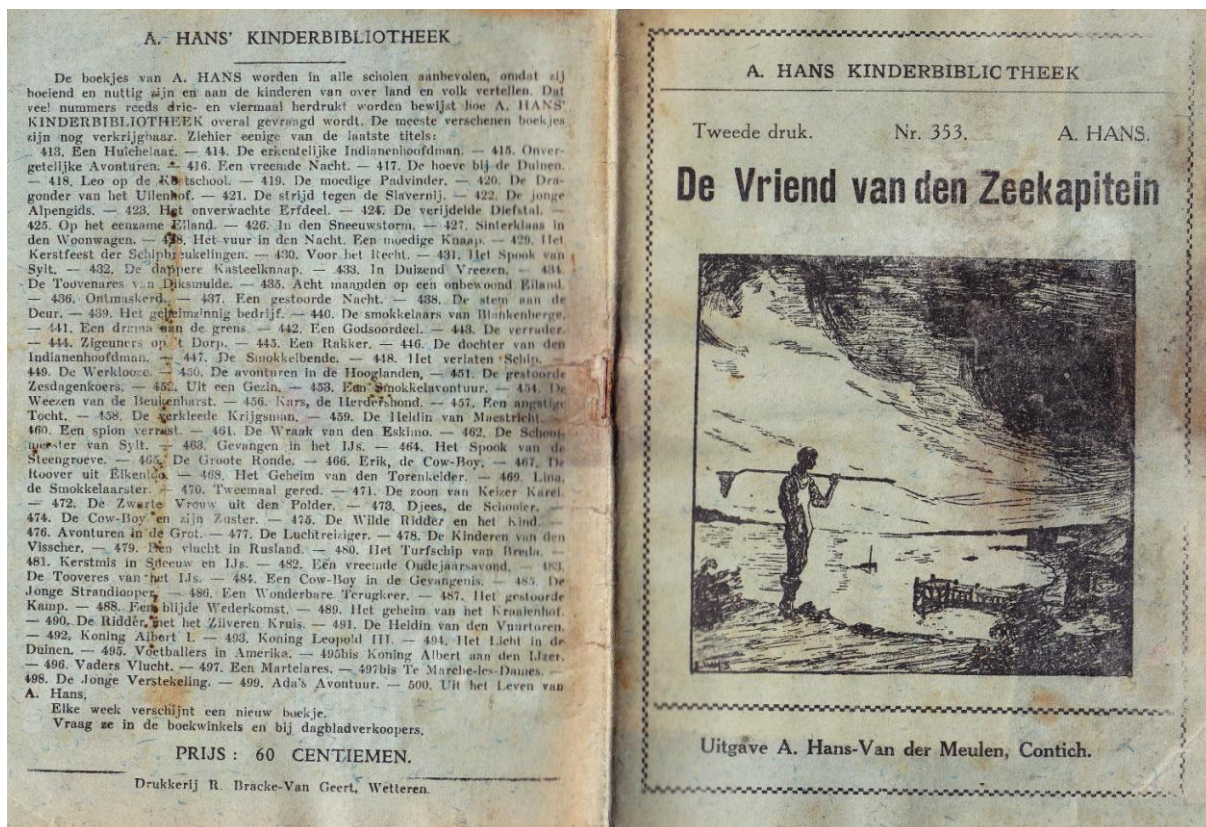 A. HANS' KINDERBIBLIOTHEEK
De boekjes van A. HANS worden in alle scholen aanbevolen, omdat zij
boeiend en nuttig zijn en aan de kinderen van over land en volk vertellen. Dat
veel nummers reeds drie- en viermaal herdrukt worden bewijst hoe A. HANS'
KINDERBIBLIOTHEEK overal gevraagd wordt. De meeste verschenen boekjes
zijn nog verkrijgbaar. Ziehier eenige van de laatste titels:
413. Een Huichelaar. — 414. De erkentelijke Indianenhoofdman. — 415. Onver-
getelijke Avonturen. — 416. Een vreemde Nacht. — 417. De hoeve bij de Duinen.
— 418. Leo op de Kostschool. — 419. De moedige Padvinder. — 420. De Dra-
gonder van het Uilenhof. — 421. De strijd tegen de Slavernij. — 422. De jonge
Alpengids. — 423. Het onverwachte Erfdeel. — 424. De verijdelde Diefstal. —
425. Op het eenzame Eiland. — 426. In den Sneeuwstorm. — 427. Sinterklaas in
den Woonwagen. — 428. Het vuur in den Nacht. Een moedige Knaap. — 429. Het
Kerstfeest der Schipbreukelingen. — 430. Voor het Recht. — 431. Het Spook van
Sylt. — 432. De dappere Kasteelknaap. — 433. In Duizend Vreezen. — 434.
De Toovenares van Diksmuide. — 435. Acht maanden op een onbewoond Eiland.
— 436. Ontmaskerd. — 437. Een gestoorde Nacht. — 438. De stem aan de
Deur. — 439. Het geheimzinnig bedrijf. — 440. De smokkelaars van Blankenberge.
— 441. Een drama aan de grens. — 442. Een Godsoordeel. — 443. De verrader.
— 444. Zigeuners op 't Dorp. — 445. Een Rakker. — 446. De dochter van den
Indianenhoofdman. — 447. De Smokkelbende. — 448. Het verlaten Schip. —
449. De Werklooze. — 450. De avonturen in de Hooglanden. — 451. De gestoorde
Zesdagenkoers. — 452. Uit een Gezin. — 453. Een Smokkelavontuur. — 454. De
Weezen van de Beukenharst. — 456. Kars, de Herdershond. — 457. Een angstige
Tocht. — 458. De verkleede Krijgsman. — 459. De Heldin van Maestricht. —
460. Een spion verrast. — 461. De Wraak van den Eskimo. — 462. De School-
meester van Sylt. — 463. Gevangen in het IJs. — 464. Het Spook van de
Steengroeve. — 465. De Groote Ronde. — 466. Erik, de Cow-Boy. — 467. De
Roover uit Eikenloo. — 468. Het Geheim van den Torenkelder. — 469. Lina,
de Smokkelaarster. — 470. Tweemaal gered. — 471. De zoon van Keizer Karel.
— 472. De Zwarte Vrouw uit den Polder. — 473. Djees, de Schooier. —
474. De Cow-Boy en zijn Zuster. — 475. De Wilde Ridder en het Kind. —
476. Avonturen in de Grot. — 477. De Luchtreiziger. — 478. De Kinderen van den
Visscher. — 479. Een vlucht in Rusland. — 480. Het Turfschip van Breda. —
481. Kerstmis in Sneeuw en IJs. — 482. Een vreemde Oudejaarsavond. — 483.
De Tooveres van het IJs. — 484. Een Cow-Boy in de Gevangenis. — 485. De
Jonge Strandlooper. — 486. Een Wonderbare Terugkeer. — 487. Het gestoorde
Kamp. — 488. Een blijde Wederkomst. — 489. Het geheim van het Kraaienhof.
— 490. De Ridder met het Zilveren Kruis. — 491. De Heldin van den Vuurtoren.
— 492. Koning Albert I. — 493. Koning Leopold III. — 494. Het Licht in de
Duinen. — 495. Voetballers in Amerika. — 495bis Koning Albert aan den IJzer.
— 496. Vaders Vlucht. — 497. Een Martelares. — 497bis Te Marche-les-Dames. —
498. De Jonge Verstekeling. — 499. Ada's Avontuur. — 500. Uit het Leven van
A. Hans.
Elke week verschijnt een nieuw boekje.
Vraag ze in de boekwinkels en bij dagbladverkoopers.
PRIJS : 60 CENTIEMEN.
Drukkerij R. Bracke-Van Geert, Wetteren.
A. HANS KINDERBIBLIOTHEEK
Tweede druk. Nr. 353. A. HANS.
De Vriend van den Zeekapitein
Uitgave A. Hans-Van der Meulen, Contich.